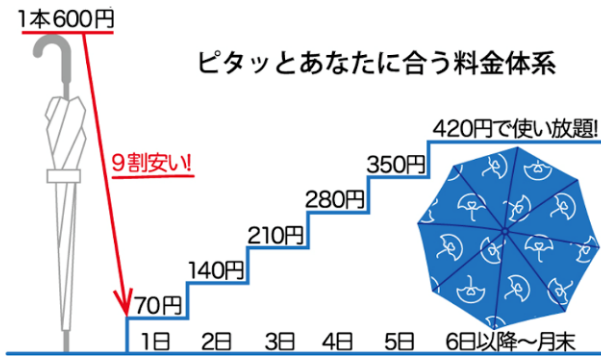 1本600円
ピタッとあなたに合う料金体系
9割安い!
70円
140円
210円
280円
350円
420円で使い放題!
1日
2日
3日
4日
5日
6日以降～月末